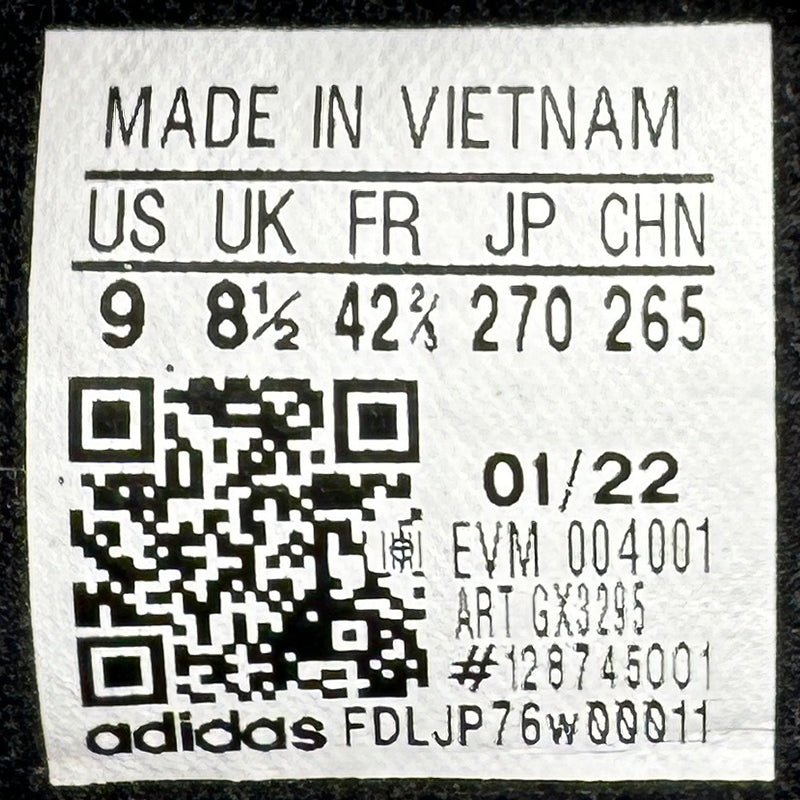 MADE IN VIETNAM
US UK FR JP CHN
9 8½ 42⅔ 270 265
01/22
EVM 004001
ART GX3295
#128745001
adidas FDLJP76w00011